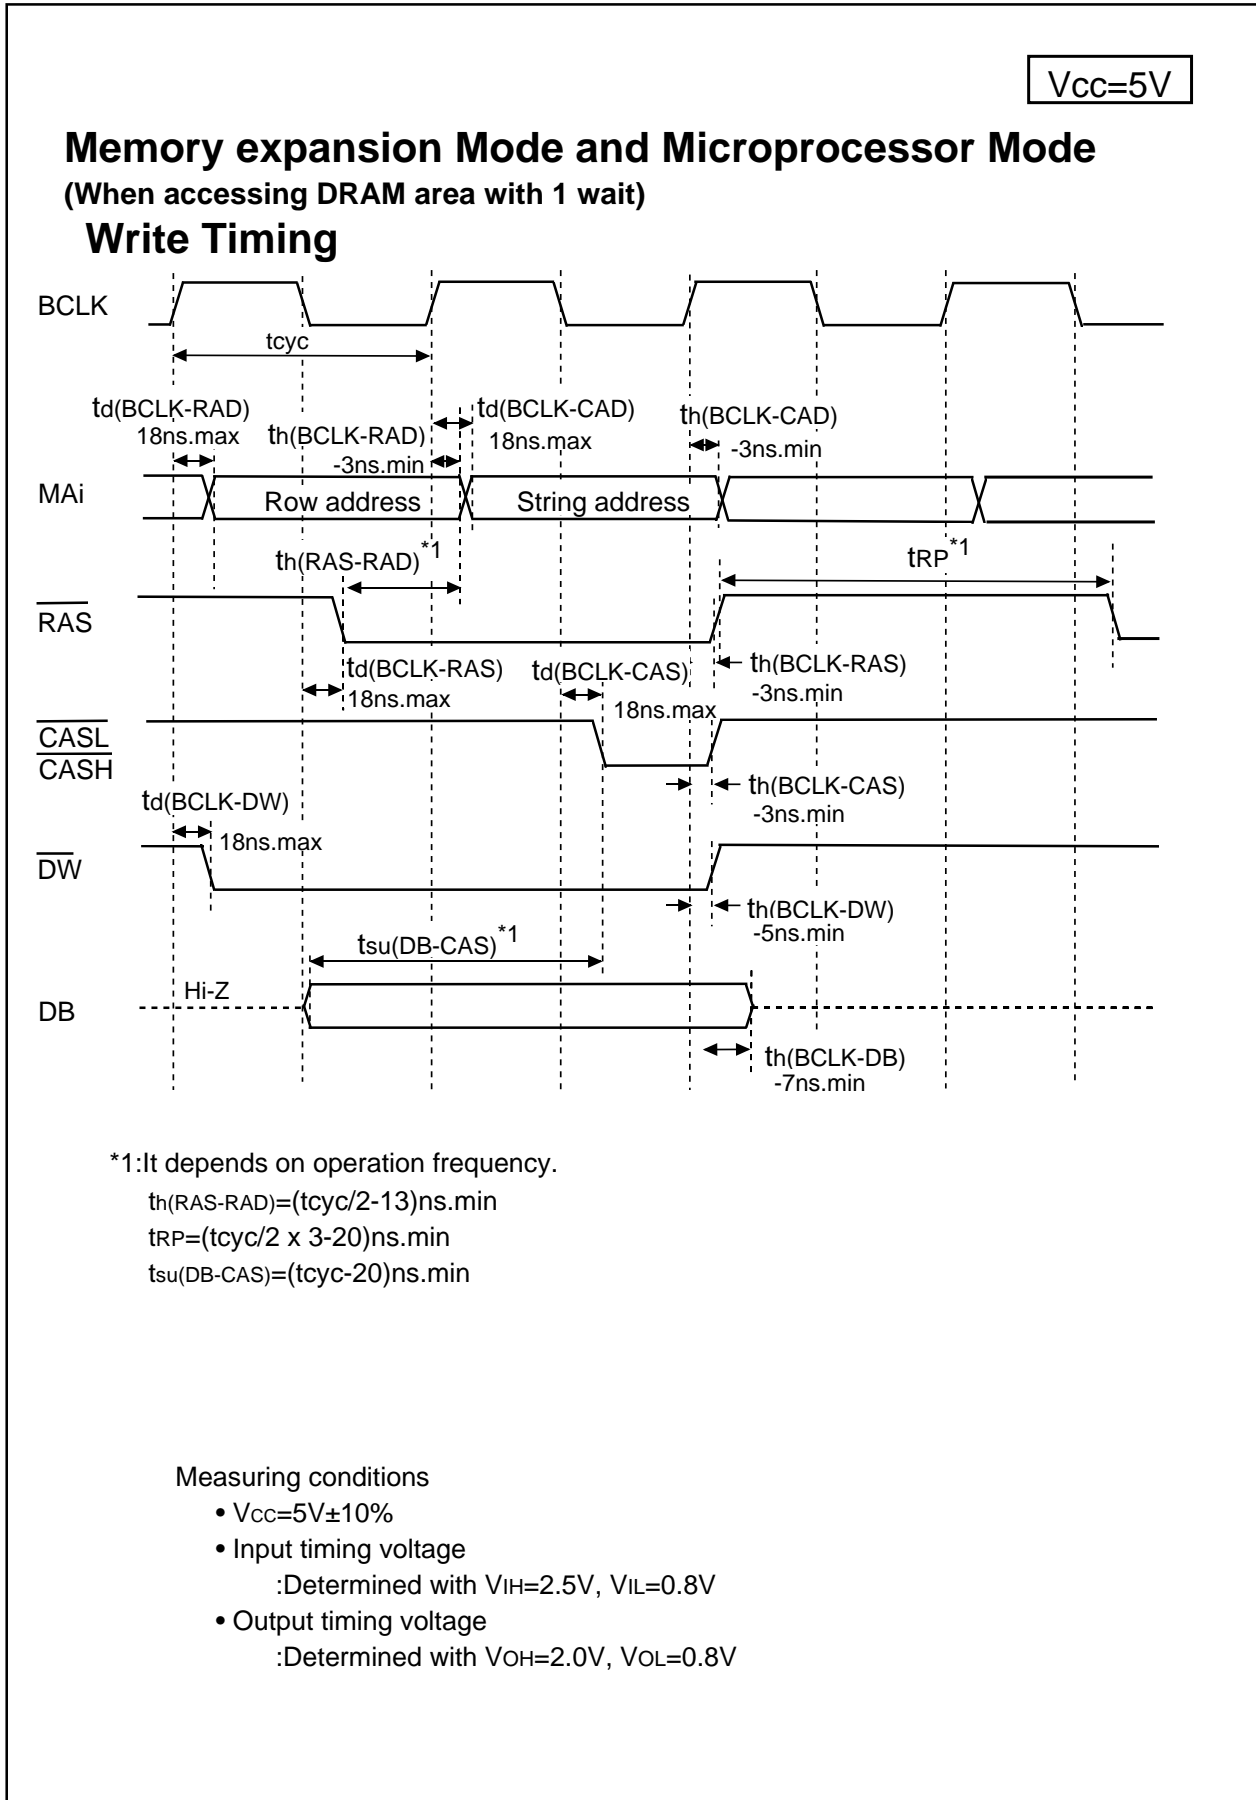 Vcc=5V
Memory expansion Mode and Microprocessor Mode
(When accessing DRAM area with 1 wait)
Write Timing
BCLK
tcyc
td(BCLK-RAD)
18ns.max
th(BCLK-RAD)
-3ns.min
td(BCLK-CAD)
18ns.max
th(BCLK-CAD)
-3ns.min
MAi
Row address
String address
th(RAS-RAD)*1
tRP*1
RAS
td(BCLK-RAS)
18ns.max
td(BCLK-CAS)
18ns.max
th(BCLK-RAS)
-3ns.min
CASL
CASH
th(BCLK-CAS)
-3ns.min
td(BCLK-DW)
18ns.max
DW
th(BCLK-DW)
-5ns.min
tsu(DB-CAS)*1
Hi-Z
DB
th(BCLK-DB)
-7ns.min
*1:It depends on operation frequency.
th(RAS-RAD)=(tcyc/2-13)ns.min
tRP=(tcyc/2 x 3-20)ns.min
tsu(DB-CAS)=(tcyc-20)ns.min
Measuring conditions
• VCC=5V±10%
• Input timing voltage
:Determined with VIH=2.5V, VIL=0.8V
• Output timing voltage
:Determined with VOH=2.0V, VOL=0.8V